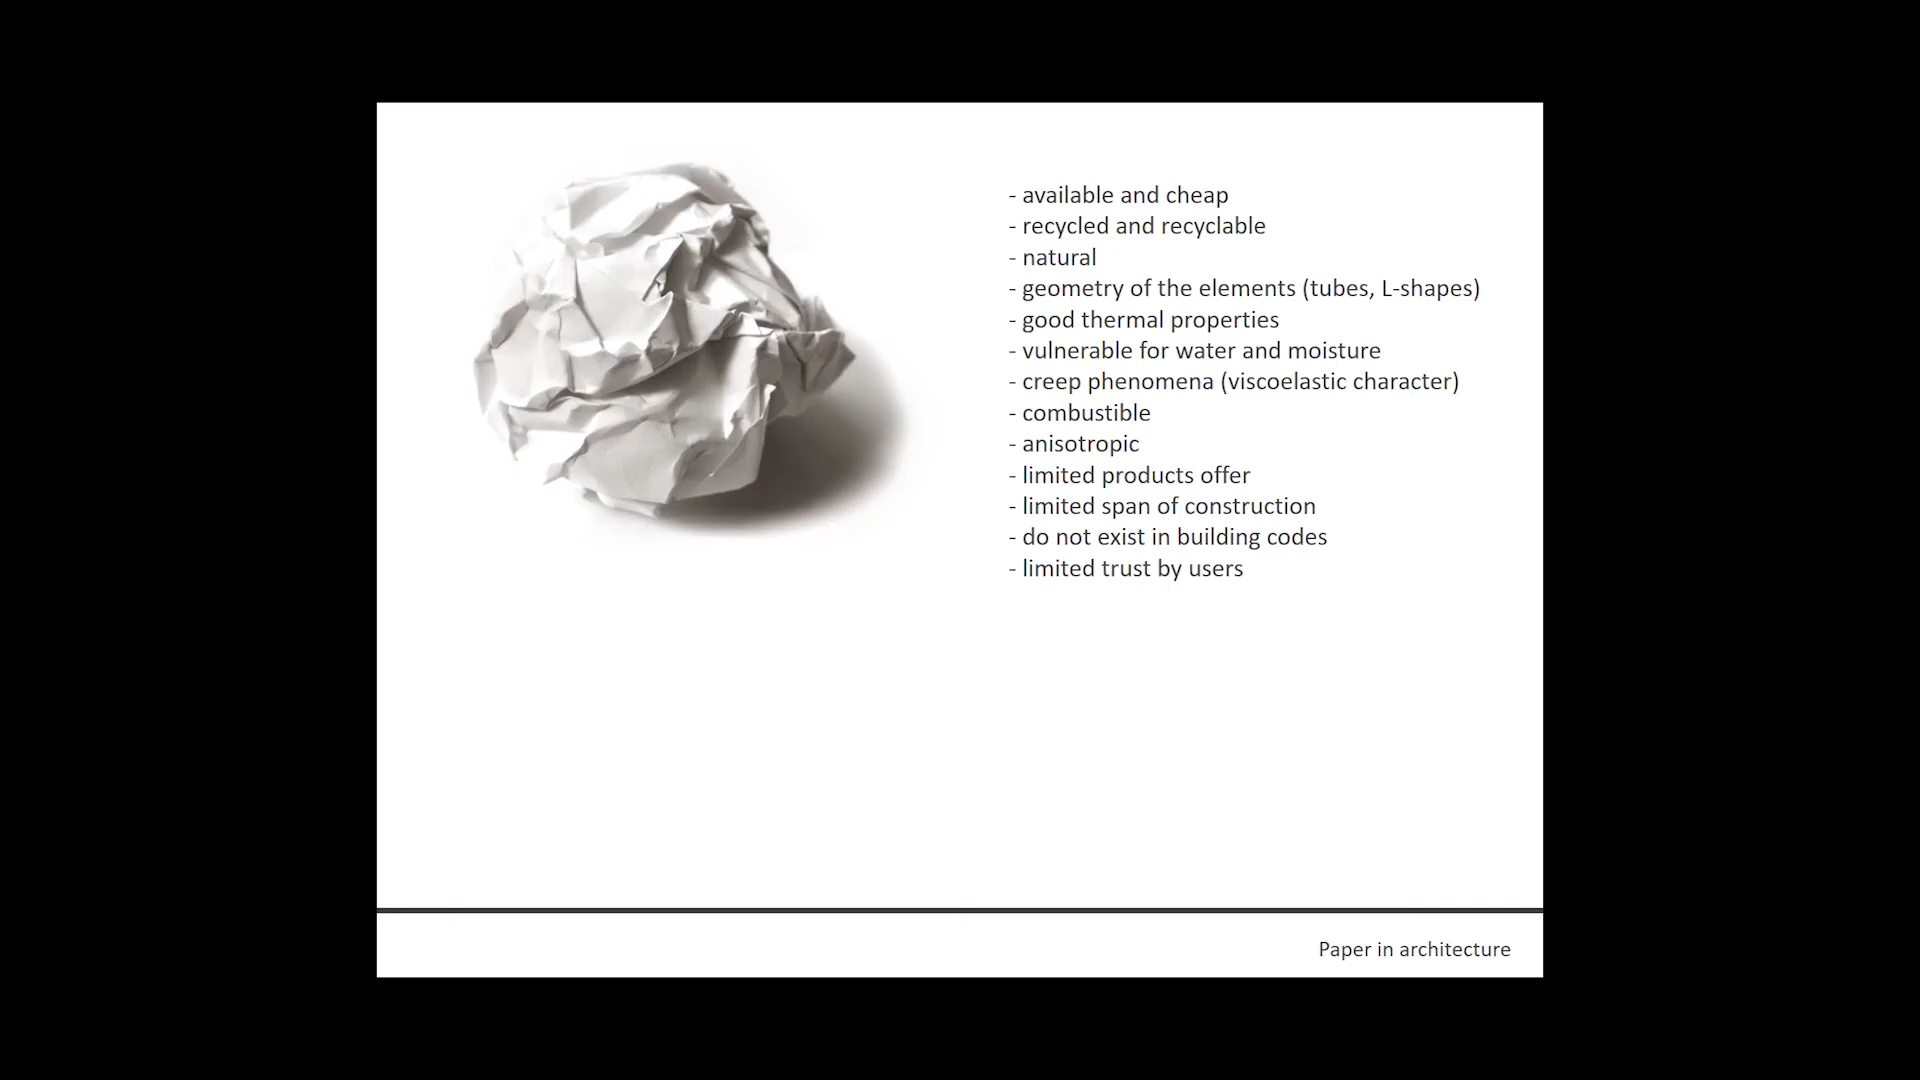 - available and cheap
- recycled and recyclable
- natural
- geometry of the elements (tubes, L-shapes)
- good thermal properties
- vulnerable for water and moisture
- creep phenomena (viscoelastic character)
- combustible
- anisotropic
- limited products offer
- limited span of construction
- do not exist in building codes
- limited trust by users
Paper in architecture